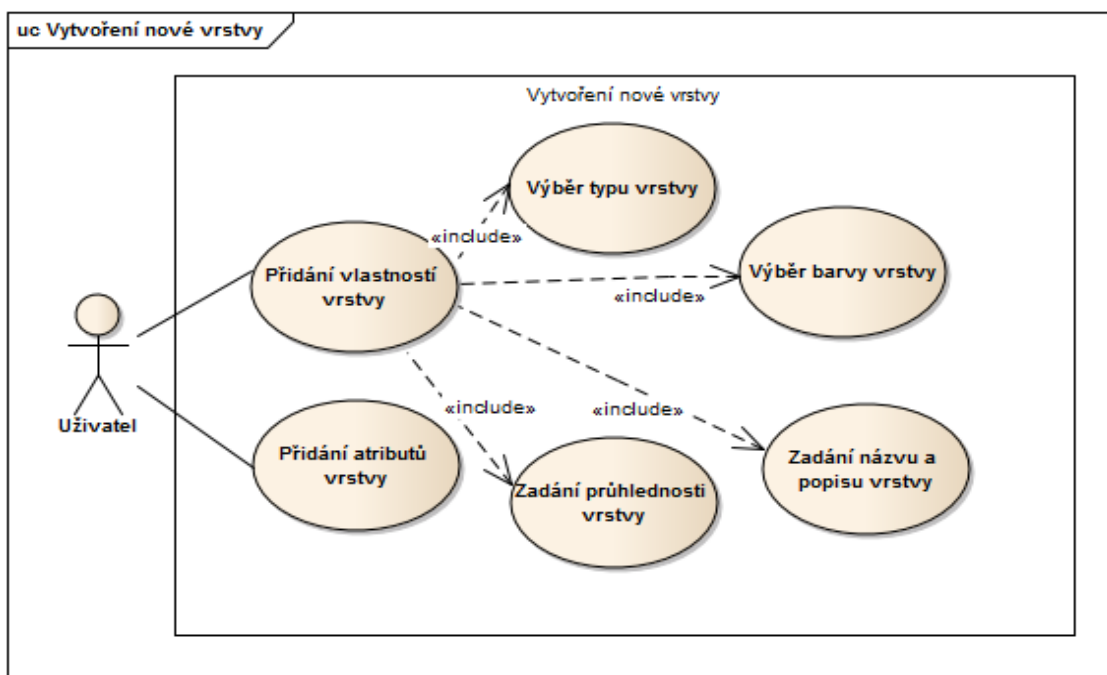 uc Vytvoření nové vrstvy
Vytvoření nové vrstvy
Výběr typu vrstvy
«include»
Přidání vlastností
vrstvy
Výběr barvy vrstvy
«include»
Uživatel
«include»
«include»
Přidání atributů
vrstvy
Zadání průhlednosti
vrstvy
Zadání názvu a
popisu vrstvy